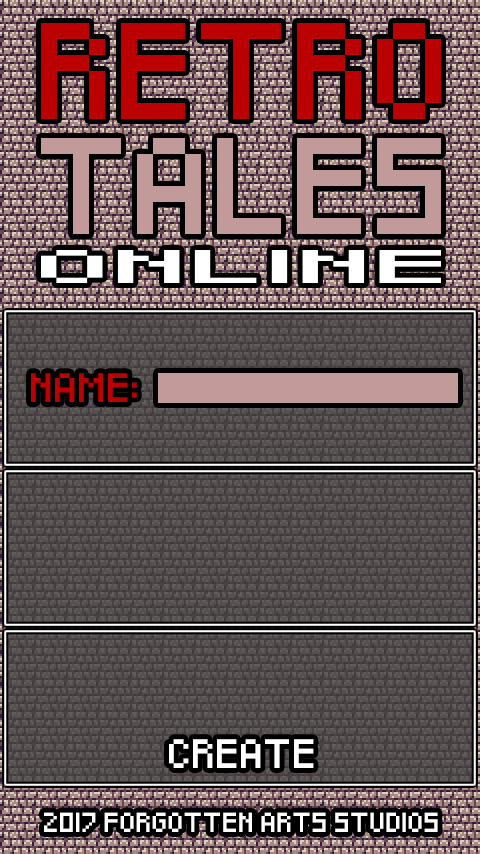 RETRO
TALES
ONLINE
NAME:
CREATE
2017 FORGOTTEN ARTS STUDIOS